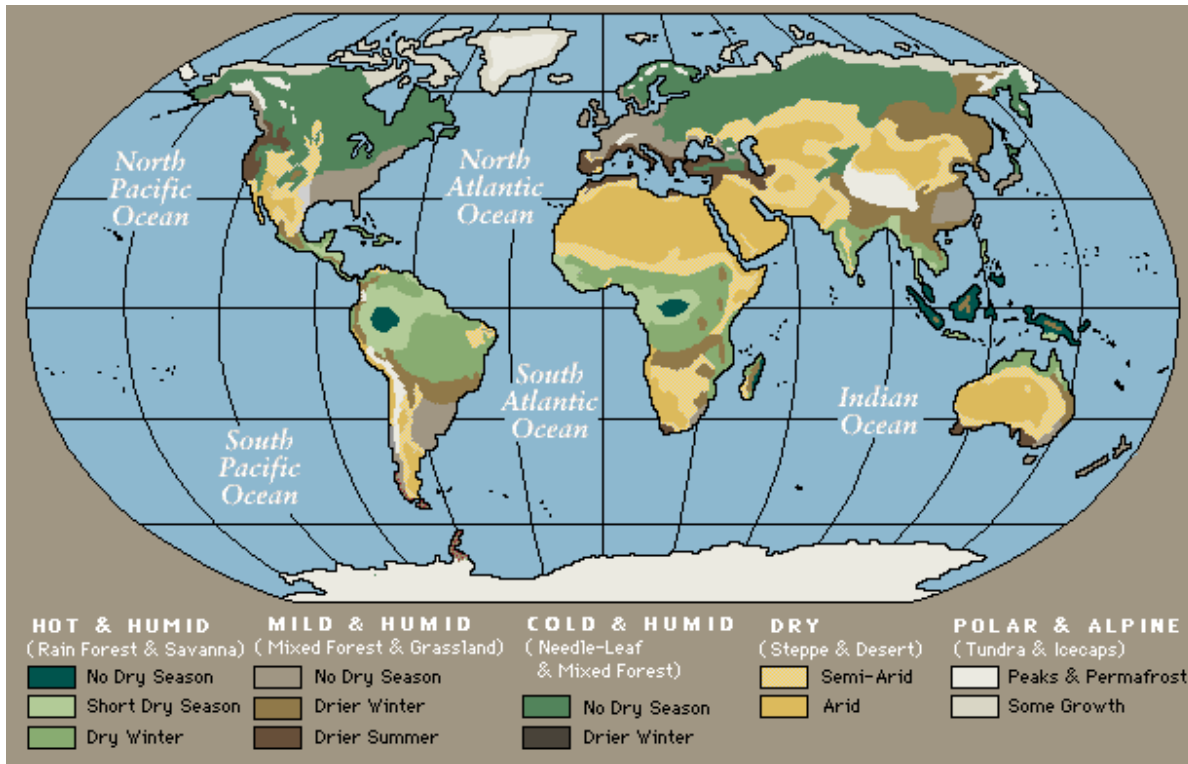 North
Pacific
Ocean
North
Atlantic
Ocean
South
Atlantic
Ocean
Indian
Ocean
South
Pacific
Ocean
HOT & HUMID
(Rain Forest & Savanna)
No Dry Season
Short Dry Season
Dry Winter
MILD & HUMID
(Mixed Forest & Grassland)
No Dry Season
Drier Winter
Drier Summer
COLD & HUMID
(Needle-Leaf
& Mixed Forest)
No Dry Season
Drier Winter
DRY
(Steppe & Desert)
Semi-Arid
Arid
POLAR & ALPINE
(Tundra & Icecaps)
Peaks & Permafrost
Some Growth